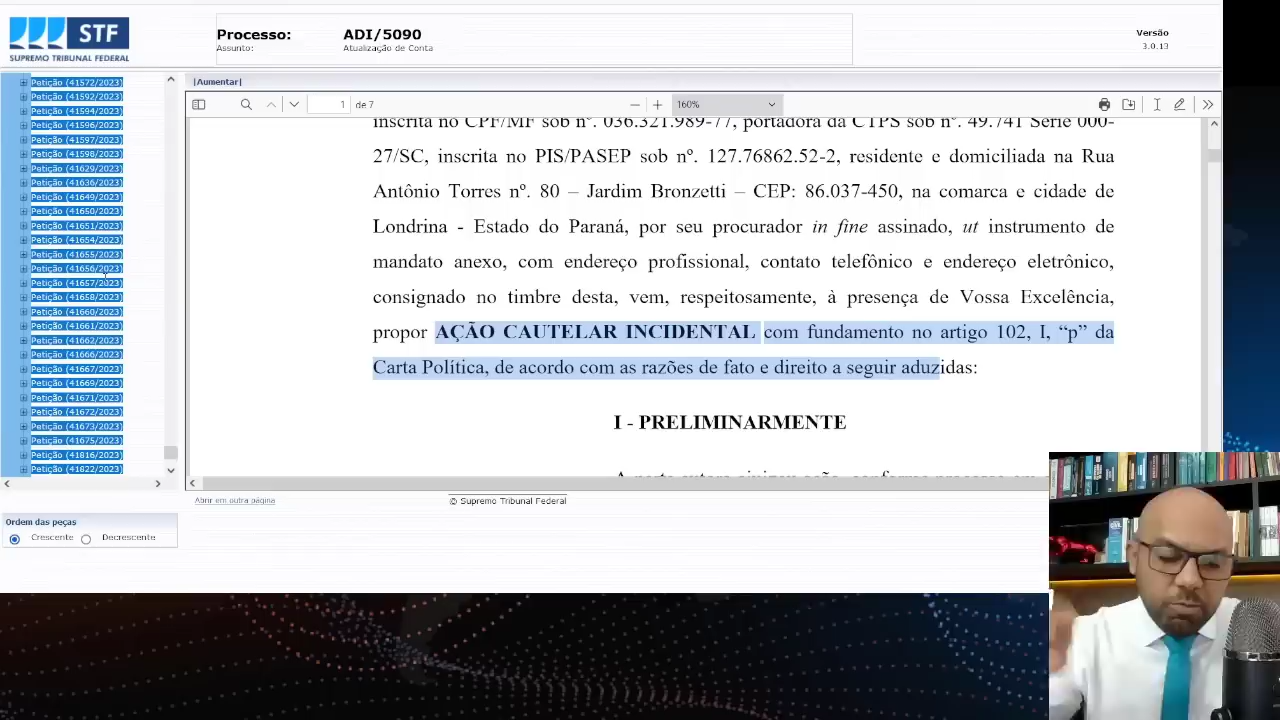 STF
SUPREMO TRIBUNAL FEDERAL
Processo: ADI/5090
Assunto: Atualização de Conta
Versão
3.0.13
Petição (41572/2023)
Petição (41592/2023)
Petição (41594/2023)
Petição (41596/2023)
Petição (41597/2023)
Petição (41598/2023)
Petição (41629/2023)
Petição (41636/2023)
Petição (41649/2023)
Petição (41650/2023)
Petição (41651/2023)
Petição (41654/2023)
Petição (41655/2023)
Petição (41656/2023)
Petição (41657/2023)
Petição (41658/2023)
Petição (41660/2023)
Petição (41661/2023)
Petição (41662/2023)
Petição (41666/2023)
Petição (41667/2023)
Petição (41669/2023)
Petição (41671/2023)
Petição (41672/2023)
Petição (41673/2023)
Petição (41675/2023)
Petição (41816/2023)
Petição (41822/2023)
Ordem das peças
Crescente Decrescente
|Aumentar|
1 de 7 160%
inscrita no CPF/MF sob nº. 036.321.989-77, portadora da CTPS sob nº. 49.741 Série 000-
27/SC, inscrita no PIS/PASEP sob nº. 127.76862.52-2, residente e domiciliada na Rua
Antônio Torres nº. 80 – Jardim Bronzetti – CEP: 86.037-450, na comarca e cidade de
Londrina - Estado do Paraná, por seu procurador in fine assinado, ut instrumento de
mandato anexo, com endereço profissional, contato telefônico e endereço eletrônico,
consignado no timbre desta, vem, respeitosamente, à presença de Vossa Excelência,
propor AÇÃO CAUTELAR INCIDENTAL com fundamento no artigo 102, I, “p” da
Carta Política, de acordo com as razões de fato e direito a seguir aduzidas:
I - PRELIMINARMENTE
Abrir em outra página
© Supremo Tribunal Federal